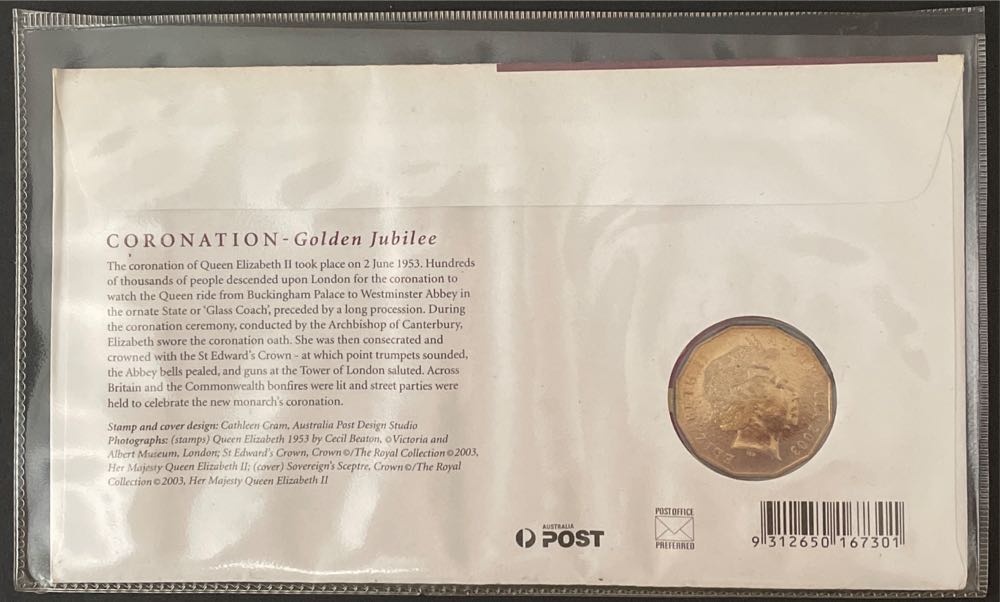 CORONATION - Golden Jubilee
The coronation of Queen Elizabeth II took place on 2 June 1953. Hundreds
of thousands of people descended upon London for the coronation to
watch the Queen ride from Buckingham Palace to Westminster Abbey in
the ornate State or 'Glass Coach', preceded by a long procession. During
the coronation ceremony, conducted by the Archbishop of Canterbury,
Elizabeth swore the coronation oath. She was then consecrated and
crowned with the St Edward's Crown - at which point trumpets sounded,
the Abbey bells pealed, and guns at the Tower of London saluted. Across
Britain and the Commonwealth bonfires were lit and street parties were
held to celebrate the new monarch's coronation.
Stamp and cover design: Cathleen Cram, Australia Post Design Studio
Photographs: (stamps) Queen Elizabeth 1953 by Cecil Beaton, © Victoria and
Albert Museum, London; St Edward's Crown, Crown ©/The Royal Collection © 2003,
Her Majesty Queen Elizabeth II; (cover) Sovereign's Sceptre, Crown ©/The Royal
Collection © 2003, Her Majesty Queen Elizabeth II
2003
AUSTRALIA
POST
POST OFFICE
PREFERRED
9 312650 167301